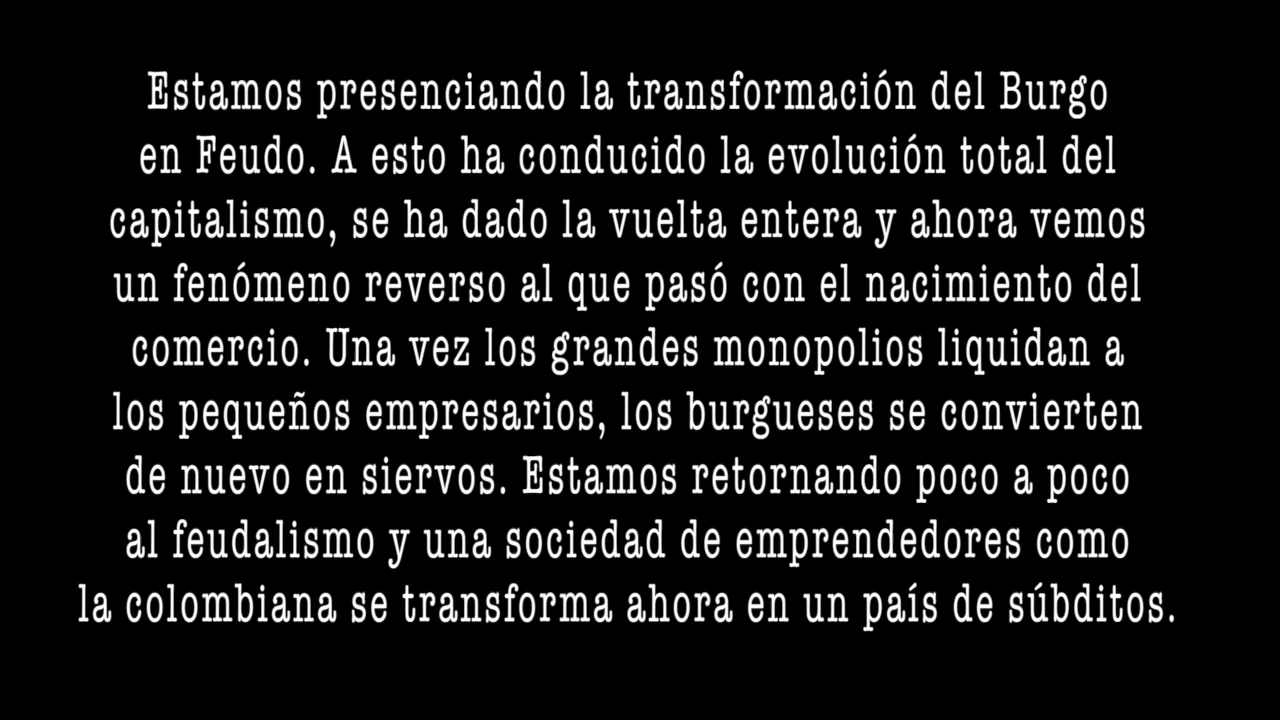 Estamos presenciando la transformación del Burgo
en Feudo. A esto ha conducido la evolución total del
capitalismo, se ha dado la vuelta entera y ahora vemos
un fenómeno reverso al que pasó con el nacimiento del
comercio. Una vez los grandes monopolios liquidan a
los pequeños empresarios, los burgueses se convierten
de nuevo en siervos. Estamos retornando poco a poco
al feudalismo y una sociedad de emprendedores como
la colombiana se transforma ahora en un país de súbditos.